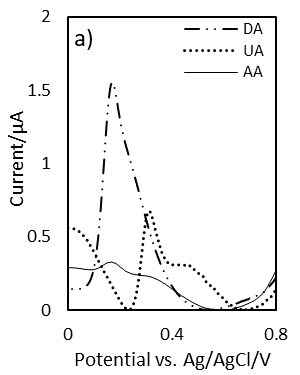 2
a)
DA
UA
AA
1.5
1
0.5
0
0 0.4 0.8
Current/µA
Potential vs. Ag/AgCl/V